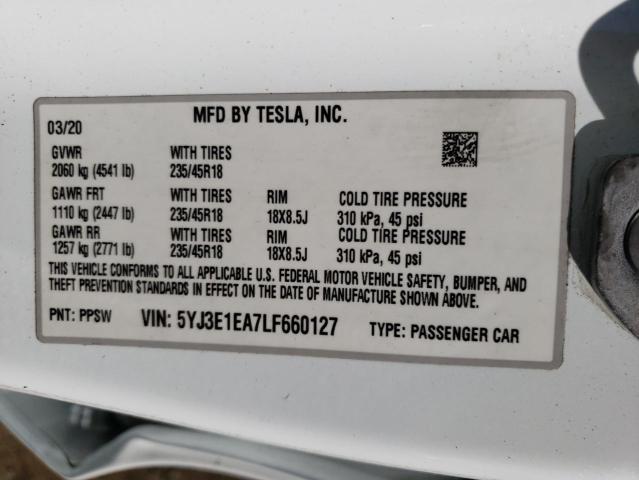 MFD BY TESLA, INC.
03/20
GVWR WITH TIRES
2060 kg (4541 lb) 235/45R18
GAWR FRT WITH TIRES RIM COLD TIRE PRESSURE
1110 kg (2447 lb) 235/45R18 18X8.5J 310 kPa, 45 psi
GAWR RR WITH TIRES RIM COLD TIRE PRESSURE
1257 kg (2771 lb) 235/45R18 18X8.5J 310 kPa, 45 psi
THIS VEHICLE CONFORMS TO ALL APPLICABLE U.S. FEDERAL MOTOR VEHICLE SAFETY, BUMPER, AND
THEFT PREVENTION STANDARDS IN EFFECT ON THE DATE OF MANUFACTURE SHOWN ABOVE.
PNT: PPSW VIN: 5YJ3E1EA7LF660127 TYPE: PASSENGER CAR